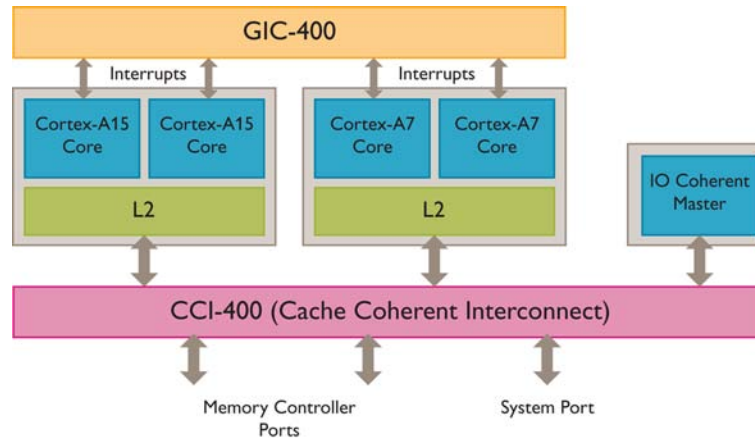 GIC-400
Interrupts
Interrupts
Cortex-A15
Core
Cortex-A15
Core
Cortex-A7
Core
Cortex-A7
Core
L2
L2
IO Coherent
Master
CCI-400 (Cache Coherent Interconnect)
Memory Controller
Ports
System Port